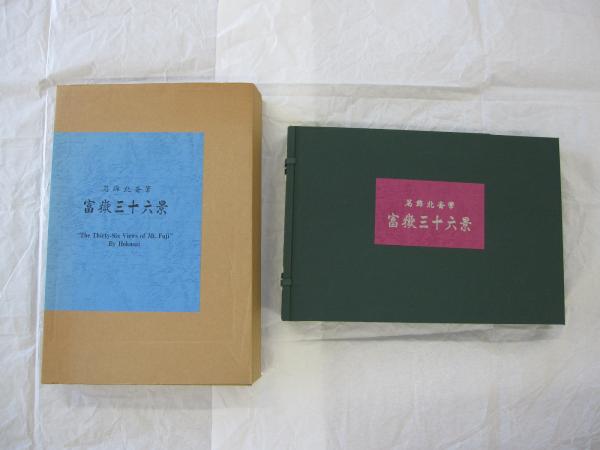 葛飾北斎筆
富嶽三十六景
"The Thirty-Six Views of Mt. Fuji"
By Hokusai
葛飾北斎筆
富嶽三十六景